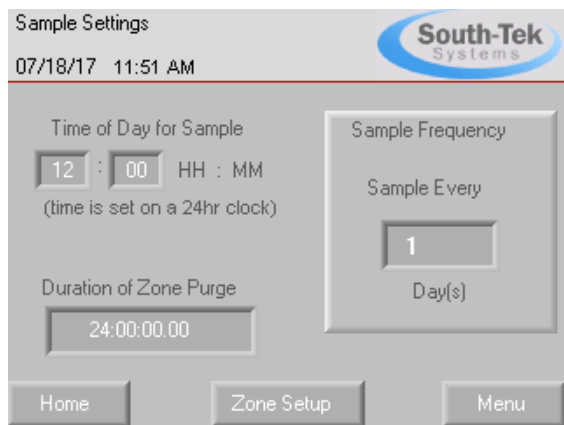 Sample Settings
South-Tek
Systems
07/18/17 11:51 AM
Time of Day for Sample
12 : 00 HH : MM
(time is set on a 24hr clock)
Duration of Zone Purge
24:00:00.00
Sample Frequency
Sample Every
1
Day(s)
Home
Zone Setup
Menu